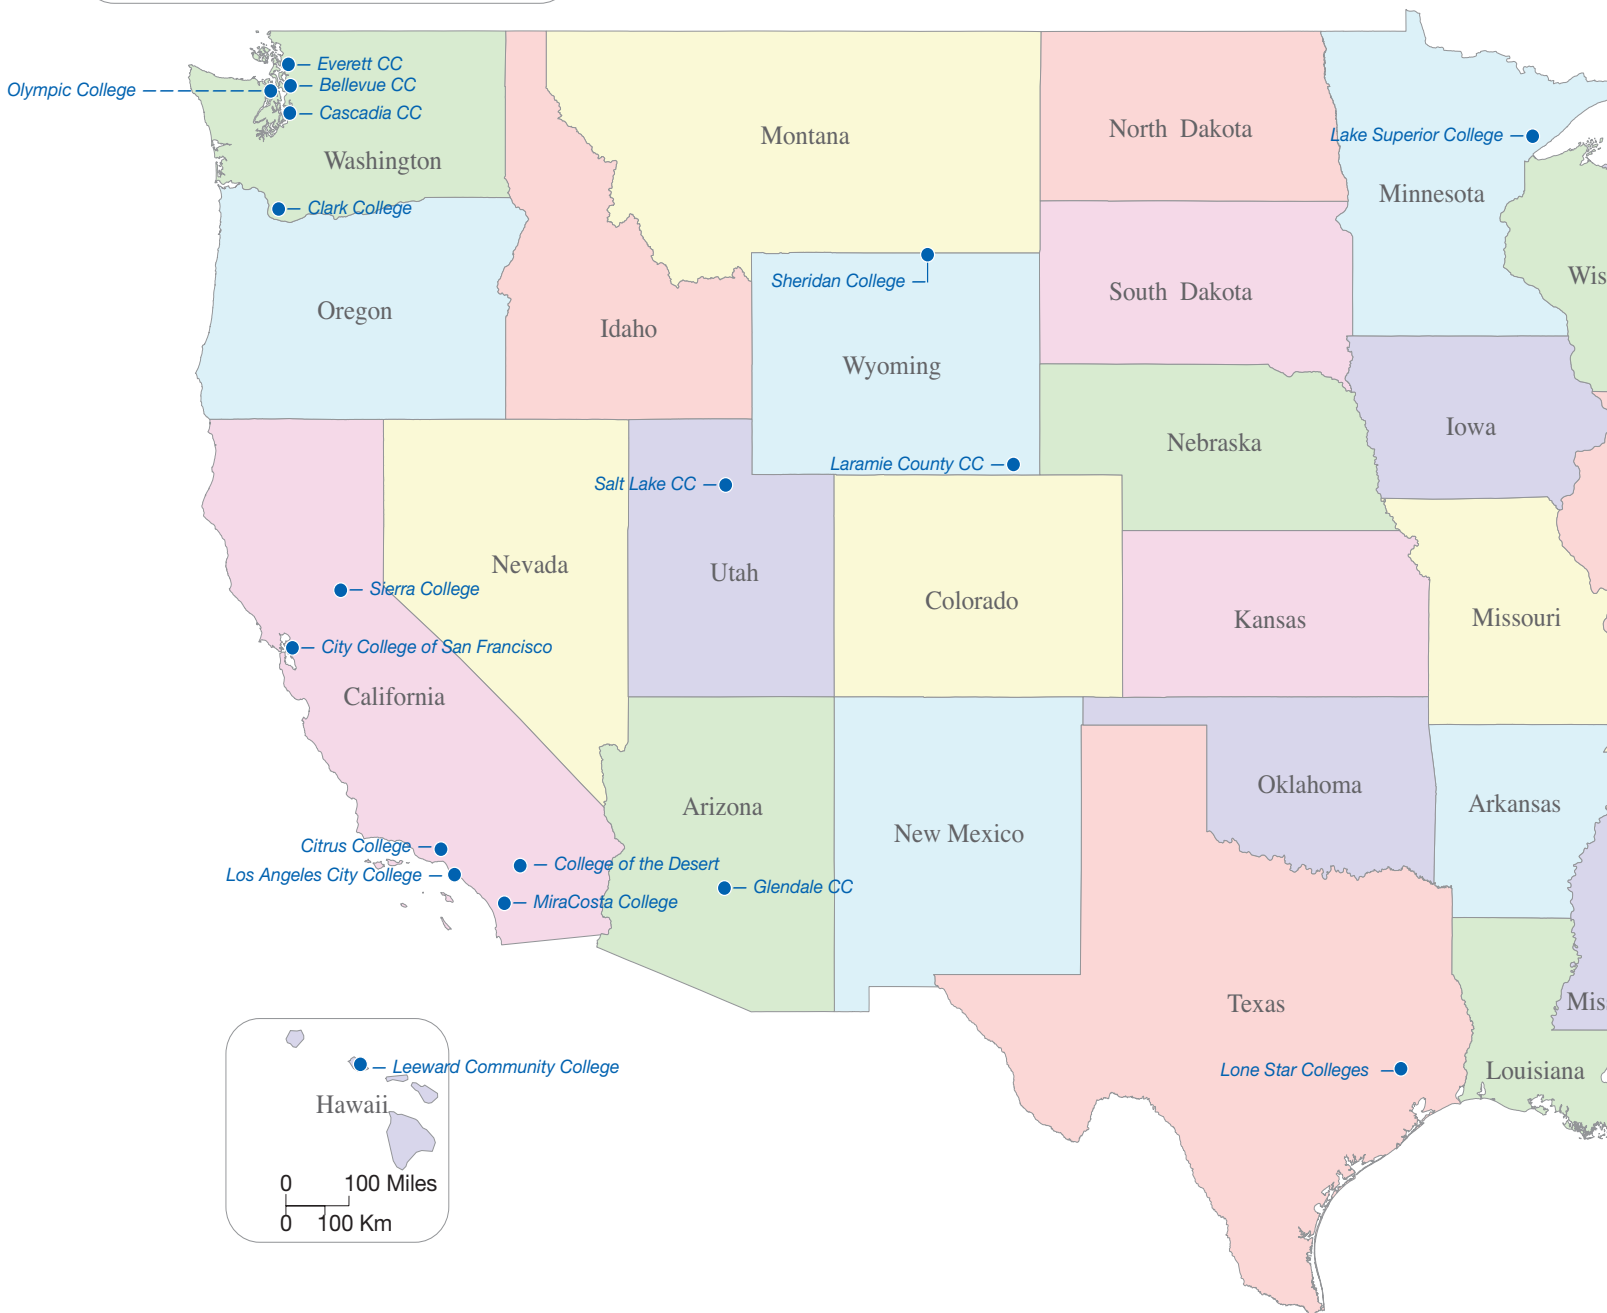 Everett CC
Olympic College
Bellevue CC
Cascadia CC
Washington
Clark College
Montana
North Dakota
Lake Superior College
Minnesota
Sheridan College
Oregon
Idaho
South Dakota
Wis
Wyoming
Nebraska
Iowa
Laramie County CC
Salt Lake CC
Nevada
Utah
Sierra College
Colorado
Kansas
Missouri
City College of San Francisco
California
Arizona
New Mexico
Oklahoma
Arkansas
Citrus College
College of the Desert
Los Angeles City College
Glendale CC
MiraCosta College
Texas
Mis
Leeward Community College
Lone Star Colleges
Louisiana
Hawaii
0 100 Miles
0 100 Km